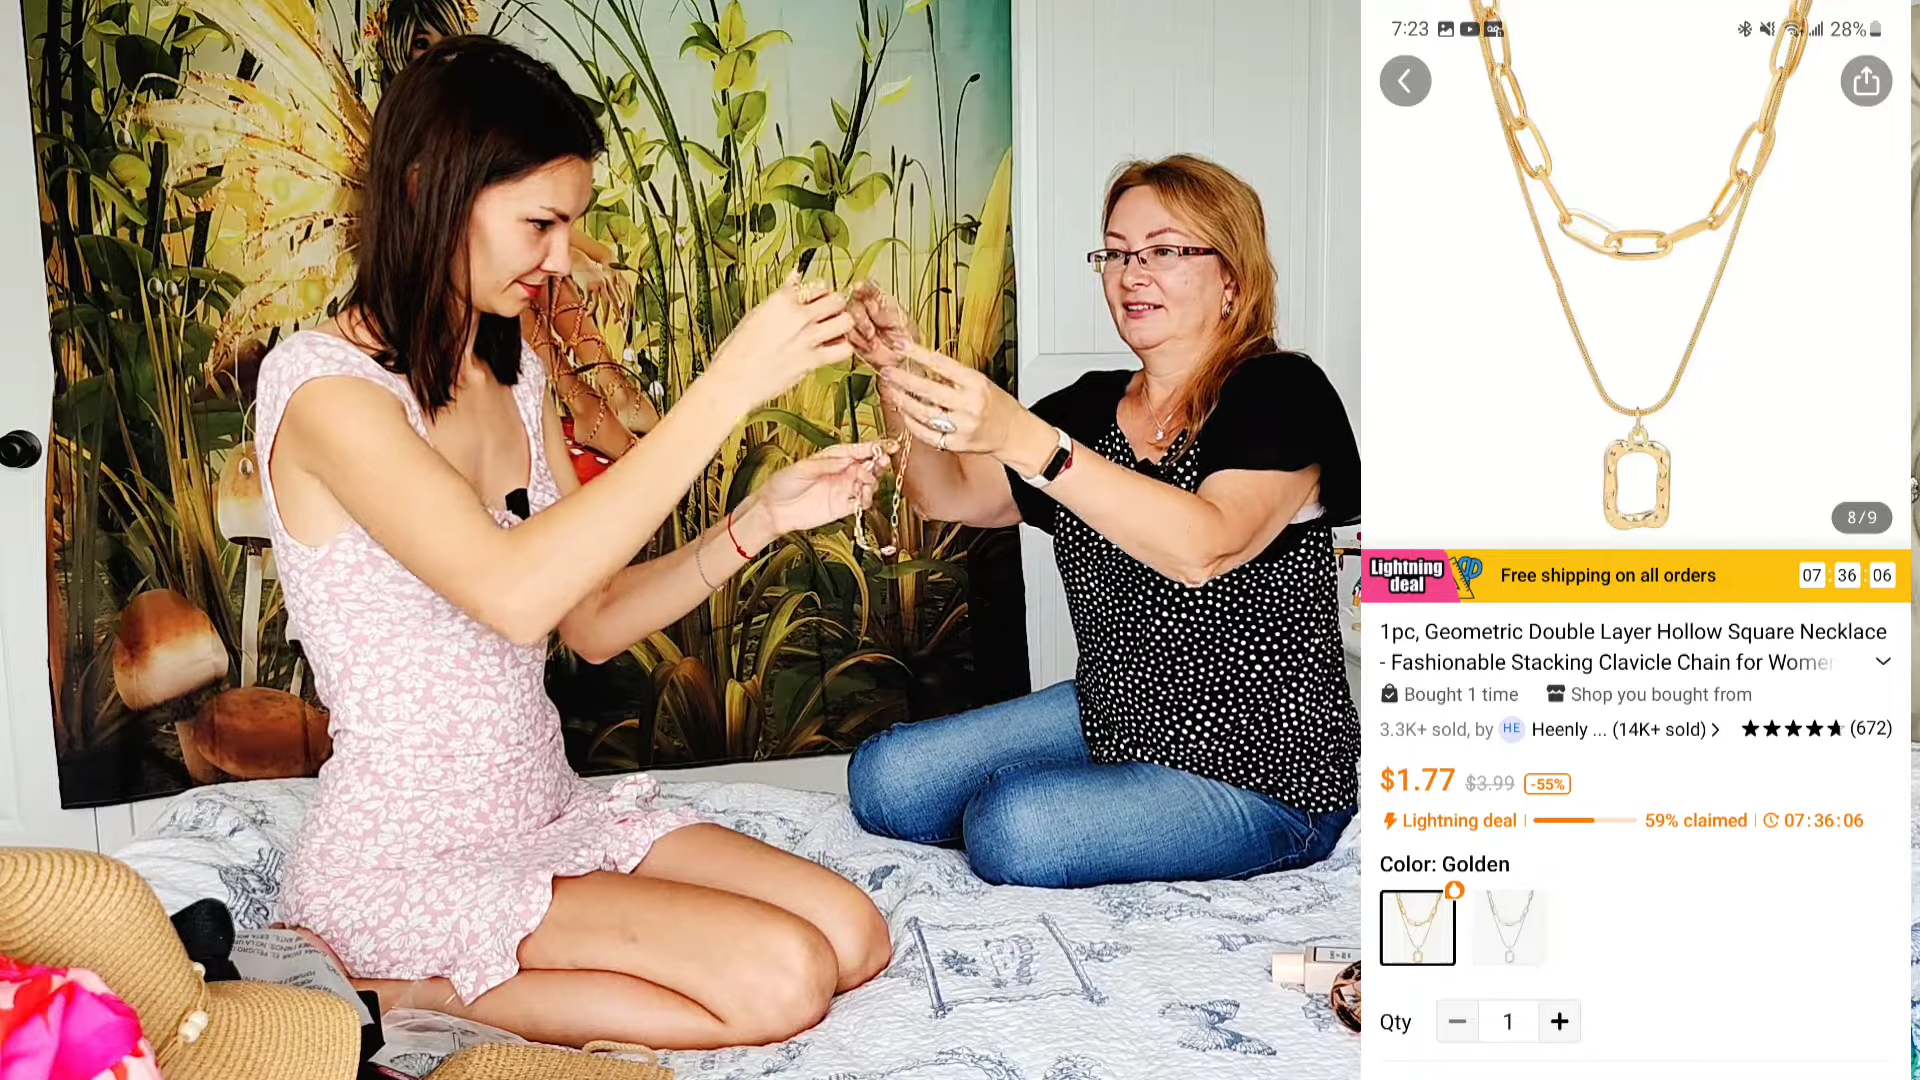 7:23
28%
8/9
Lightning deal
Free shipping on all orders
07:36:06
1pc, Geometric Double Layer Hollow Square Necklace
- Fashionable Stacking Clavicle Chain for Women
Bought 1 time
Shop you bought from
3.3K+ sold, by HE Heenly ... (14K+ sold)
(672)
$1.77 $3.99 -55%
Lightning deal
59% claimed
07:36:06
Color: Golden
Qty
1